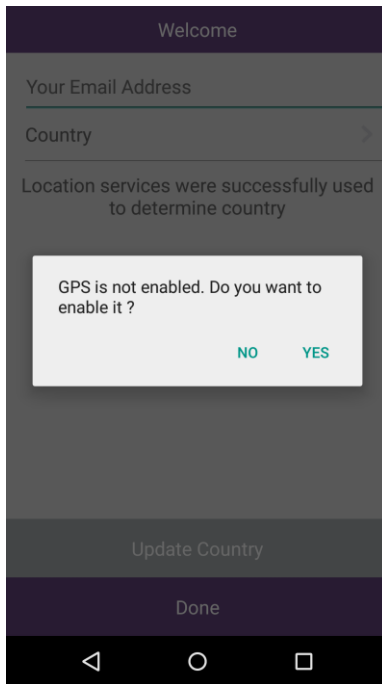 Welcome
Your Email Address
Country
Location services were successfully used
to determine country
GPS is not enabled. Do you want to
enable it ?
NO YES
Update Country
Done